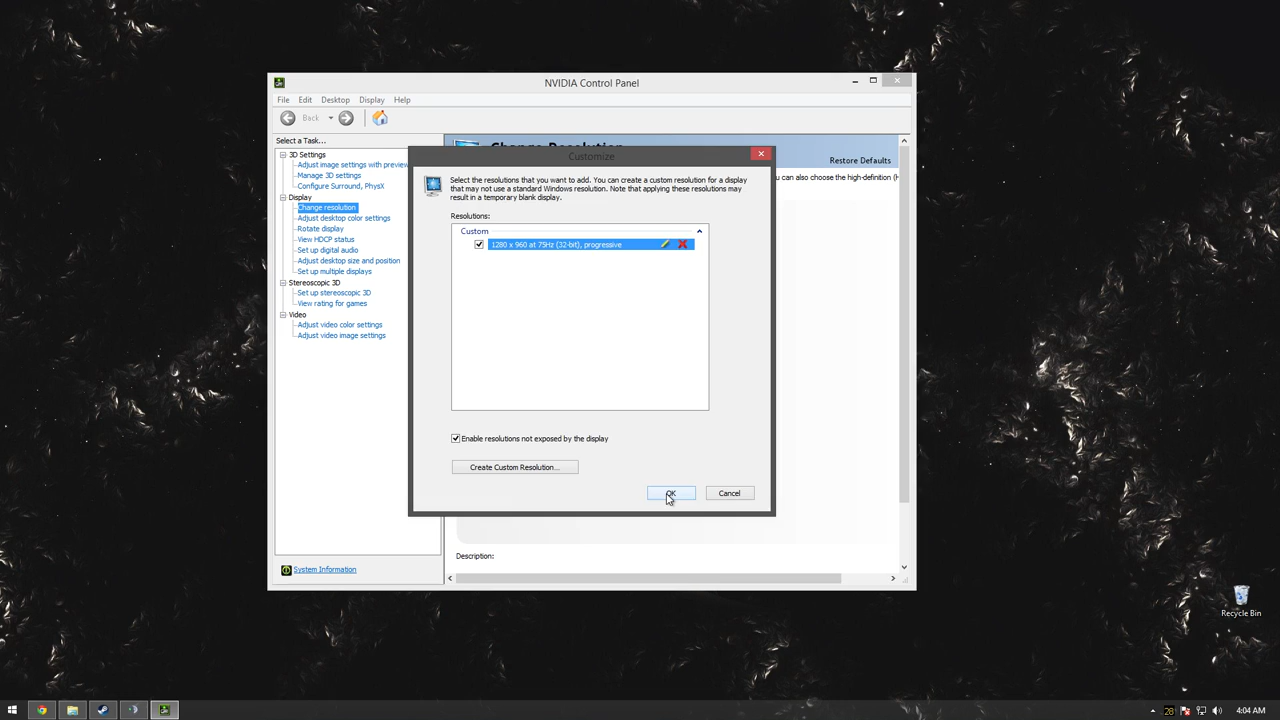 NVIDIA Control Panel
File Edit Desktop Display Help
Back
Select a Task...
3D Settings
Adjust image settings with preview
Manage 3D settings
Configure Surround, PhysX
Display
Change resolution
Adjust desktop color settings
Rotate display
View HDCP status
Set up digital audio
Adjust desktop size and position
Set up multiple displays
Stereoscopic 3D
Set up stereoscopic 3D
View rating for games
Video
Adjust video color settings
Adjust video image settings
System Information
Change Resolution
Restore Defaults
u can also choose the high-definition (H
Customize
Select the resolutions that you want to add. You can create a custom resolution for a display
that may not use a standard Windows resolution. Note that applying these resolutions may
result in a temporary blank display.
Resolutions:
Custom
1280 x 960 at 75Hz (32-bit), progressive
Enable resolutions not exposed by the display
Create Custom Resolution...
OK Cancel
Description:
Recycle Bin
28
4:04 AM